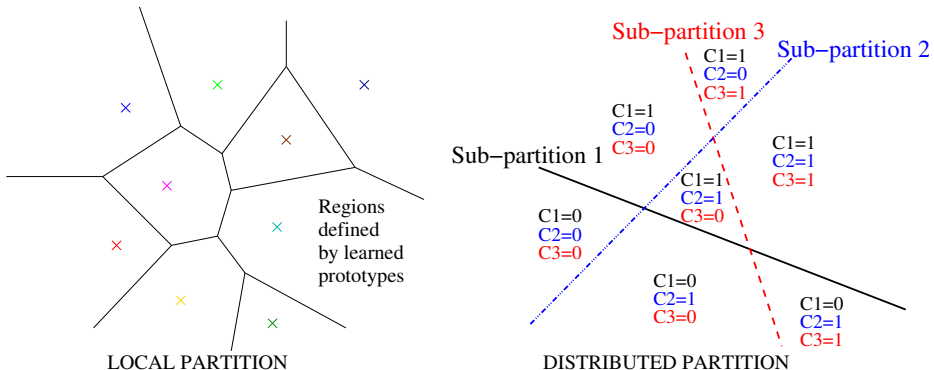 Regions
defined
by learned
prototypes
LOCAL PARTITION
Sub-partition 3
Sub-partition 2
C1=1
C2=0
C3=1
C1=1
C2=0
C3=0
C1=1
C2=1
C3=1
Sub-partition 1
C1=1
C2=1
C3=0
C1=0
C2=0
C3=0
C1=0
C2=1
C3=0
C1=0
C2=1
C3=1
DISTRIBUTED PARTITION